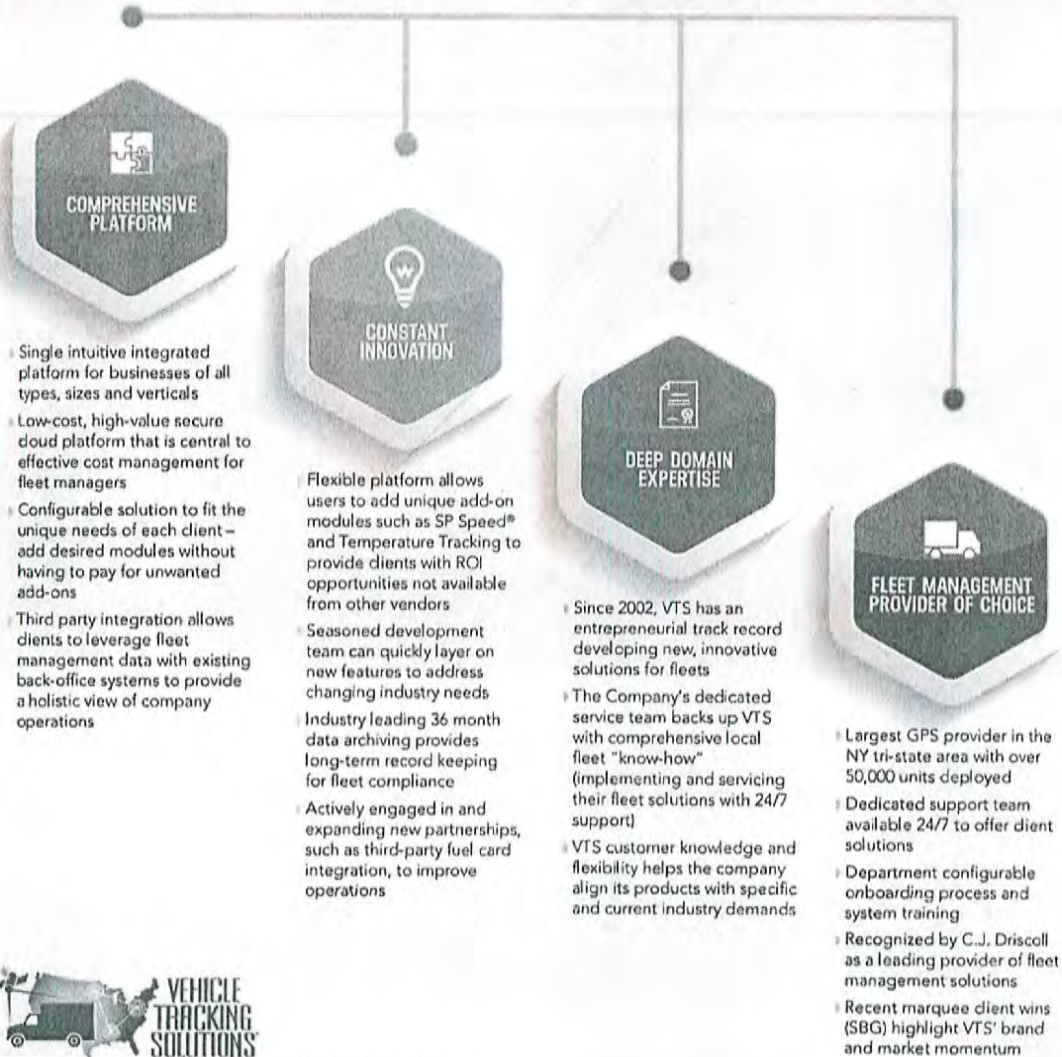 COMPREHENSIVE
PLATFORM
Single intuitive integrated
platform for businesses of all
types, sizes and verticals
Low-cost, high-value secure
cloud platform that is central to
effective cost management for
fleet managers
Configurable solution to fit the
unique needs of each client –
add desired modules without
having to pay for unwanted
add-ons
Third party integration allows
clients to leverage fleet
management data with existing
back-office systems to provide
a holistic view of company
operations
CONSTANT
INNOVATION
Flexible platform allows
users to add unique add-on
modules such as SP Speed®
and Temperature Tracking to
provide clients with ROI
opportunities not available
from other vendors
Seasoned development
team can quickly layer on
new features to address
changing industry needs
Industry leading 36 month
data archiving provides
long-term record keeping
for fleet compliance
Actively engaged in and
expanding new partnerships,
such as third-party fuel card
integration, to improve
operations
DEEP DOMAIN
EXPERTISE
Since 2002, VTS has an
entrepreneurial track record
developing new, innovative
solutions for fleets
The Company's dedicated
service team backs up VTS
with comprehensive local
fleet "know-how"
(implementing and servicing
their fleet solutions with 24/7
support)
VTS customer knowledge and
flexibility helps the company
align its products with specific
and current industry demands
FLEET MANAGEMENT
PROVIDER OF CHOICE
Largest GPS provider in the
NY tri-state area with over
50,000 units deployed
Dedicated support team
available 24/7 to offer client
solutions
Department configurable
onboarding process and
system training
Recognized by C.J. Driscoll
as a leading provider of fleet
management solutions
Recent marquee client wins
(SBG) highlight VTS' brand
and market momentum
VEHICLE
TRACKING
SOLUTIONS